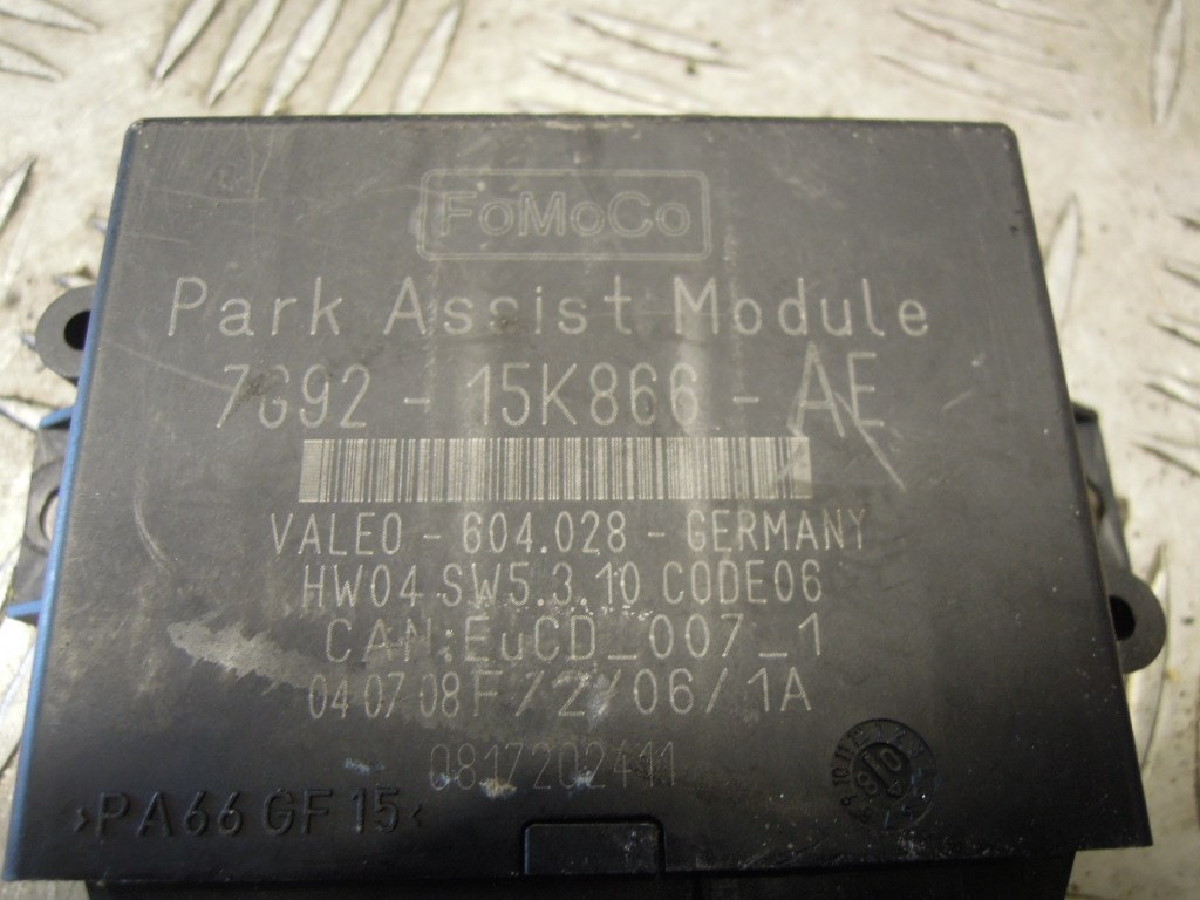 FoMoCo
Park Assist Module
7G92 - 15K866 - AE
VALEO - 604.028 - GERMANY
HW04 SW5.3.10 CODE06
CAN:EuCD_007_1
04 07 08 F/2/06/1A
0817202411
>PA66 GF 15<